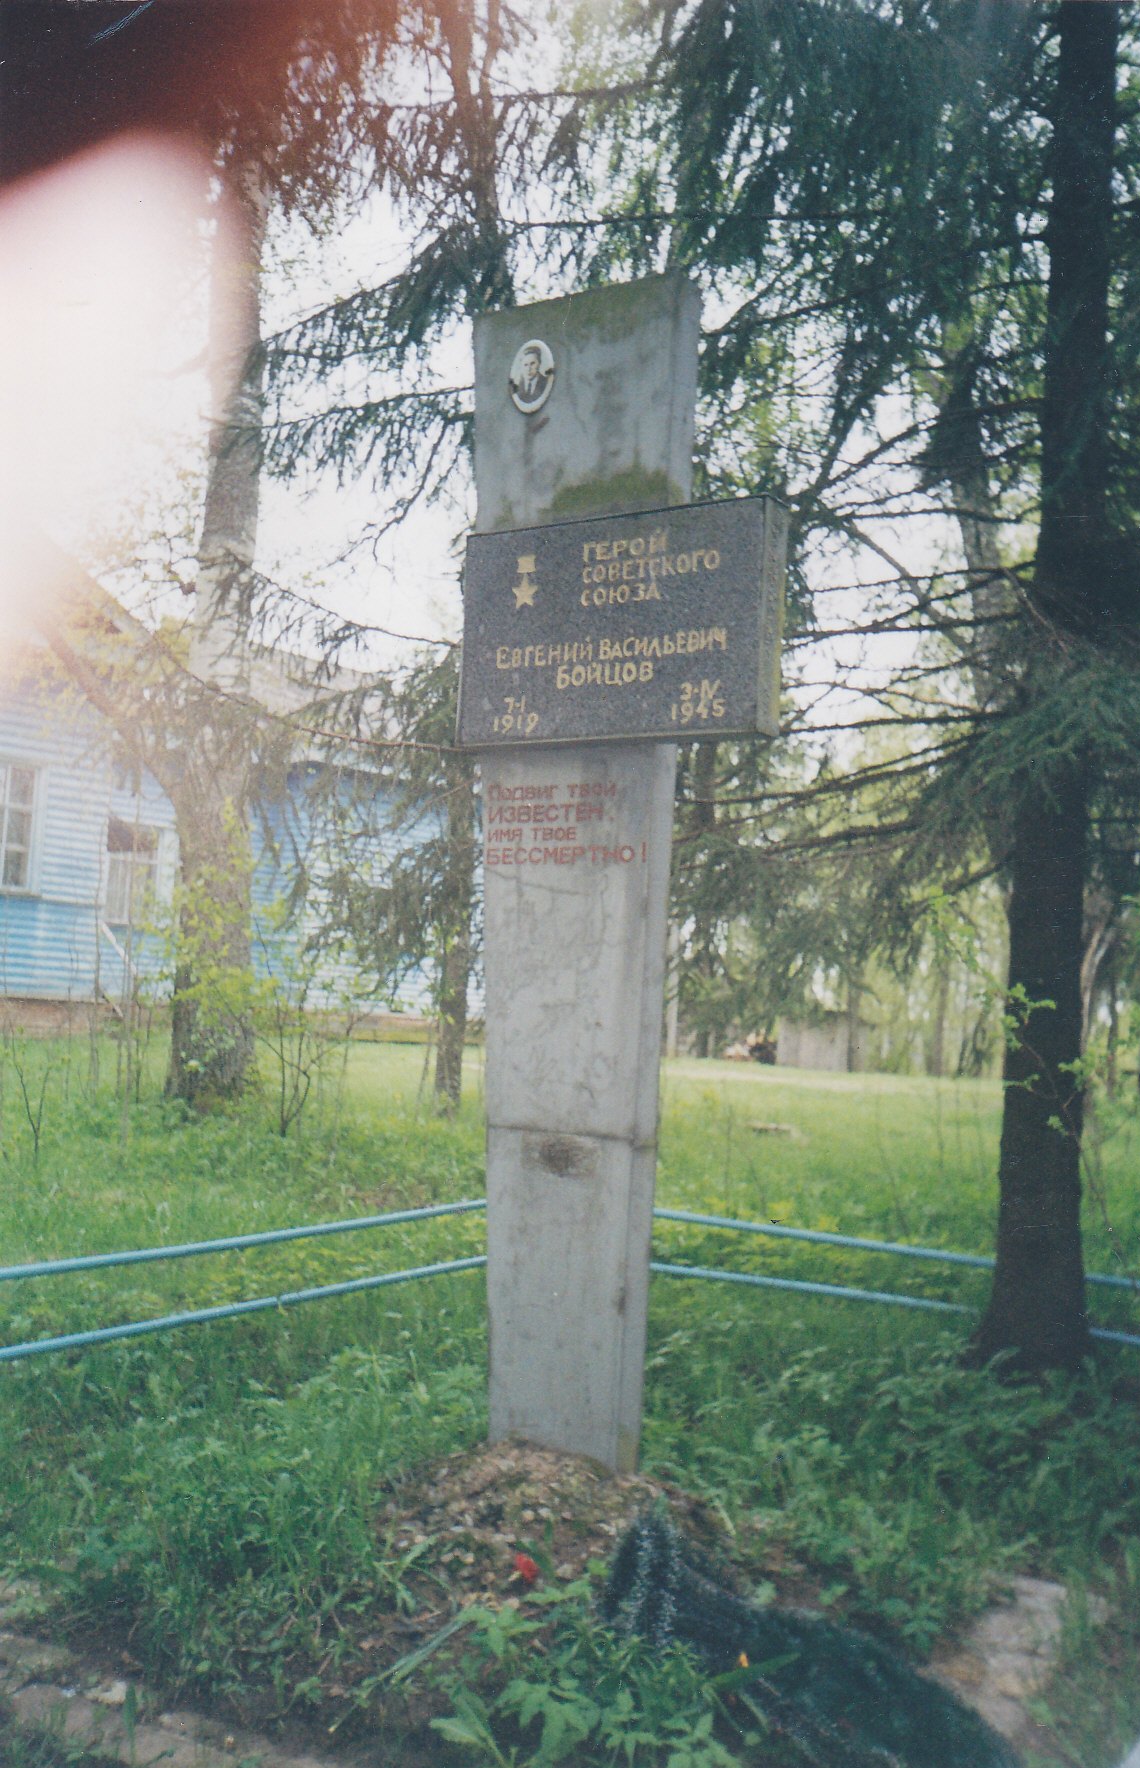 ГЕРОЙ
СОВЕТСКОГО
СОЮЗА
ЕВГЕНИЙ ВАСИЛЬЕВИЧ
БОЙЦОВ
7·I 3·IV
1919 1945
ПОДВИГ ТВОЙ
ИЗВЕСТЕН,
ИМЯ ТВОЕ
БЕССМЕРТНО!